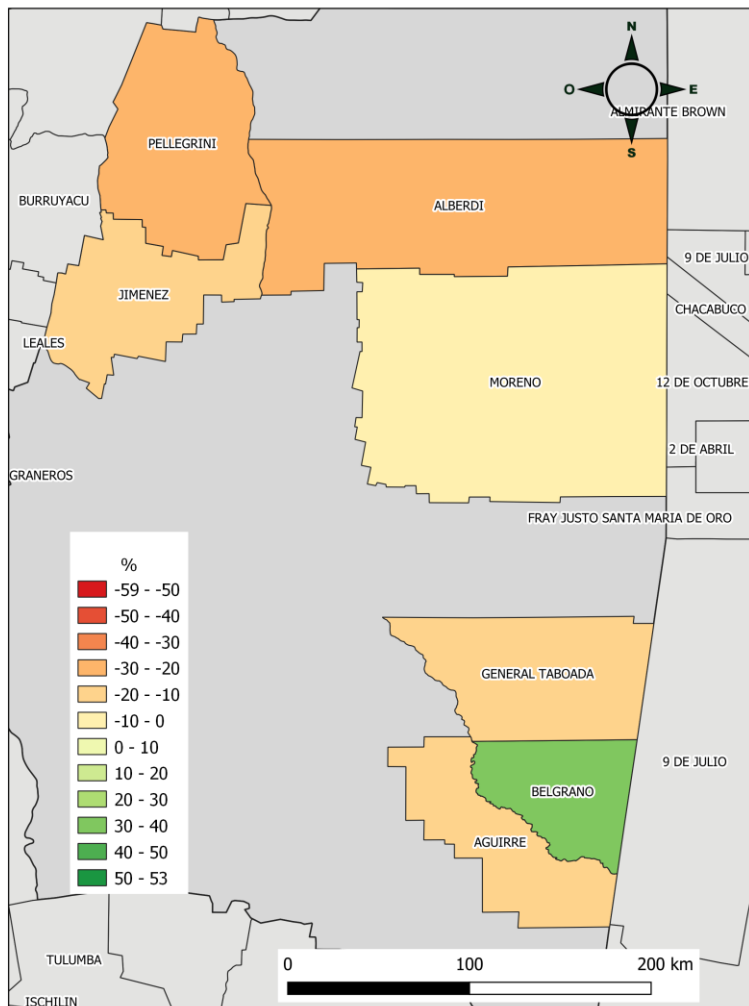 N
O E
ALMIRANTE BROWN
S
PELLEGRINI
BURRUYACU
ALBERDI
9 DE JULIO
JIMENEZ
CHACABUCO
LEALES
MORENO
12 DE OCTUBRE
2 DE ABRIL
GRANEROS
FRAY JUSTO SANTA MARIA DE ORO
%
-59 - -50
-50 - -40
-40 - -30
-30 - -20
-20 - -10
-10 - 0
0 - 10
10 - 20
20 - 30
30 - 40
40 - 50
50 - 53
GENERAL TABOADA
9 DE JULIO
BELGRANO
AGUIRRE
TULUMBA
ISCHILIN
0 100 200 km